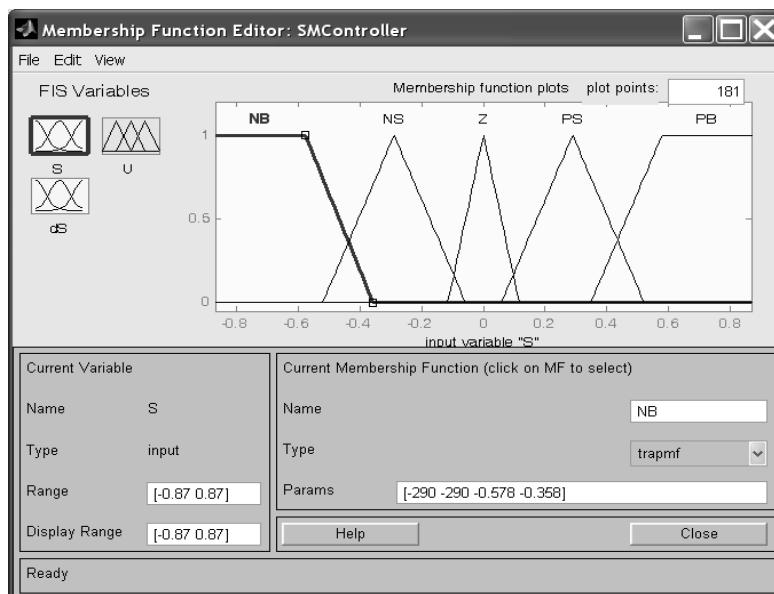 Membership Function Editor: SMController
File Edit View
FIS Variables
Membership function plots plot points: 181
S
U
dS
NB NS Z PS PB
1
0.5
0
-0.8 -0.6 -0.4 -0.2 0 0.2 0.4 0.6 0.8
input variable "S"
Current Variable
Name S
Type input
Range [-0.87 0.87]
Display Range [-0.87 0.87]
Current Membership Function (click on MF to select)
Name NB
Type trapmf
Params [-290 -290 -0.578 -0.358]
Help Close
Ready